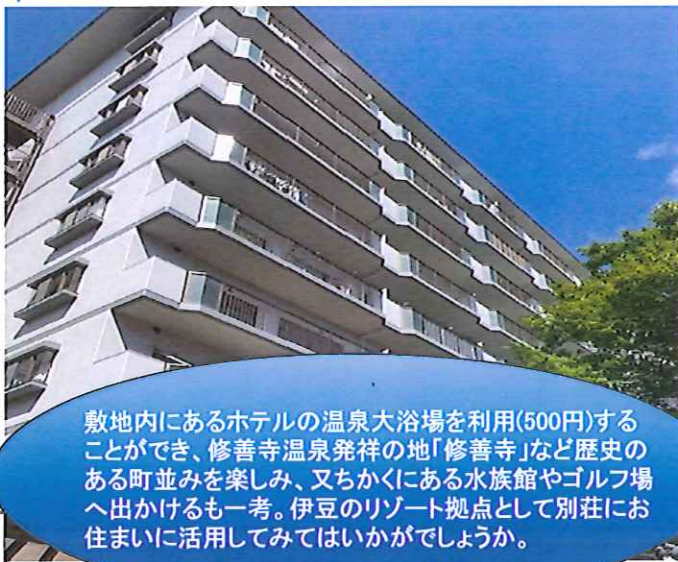 敷地内にあるホテルの温泉大浴場を利用(500円)する
ことができ、修善寺温泉発祥の地「修善寺」など歴史の
ある町並みを楽しみ、又ちかくにある水族館やゴルフ場
へ出かけるも一考。伊豆のリゾート拠点として別荘にお
住まいに活用してみてはいかがでしょうか。